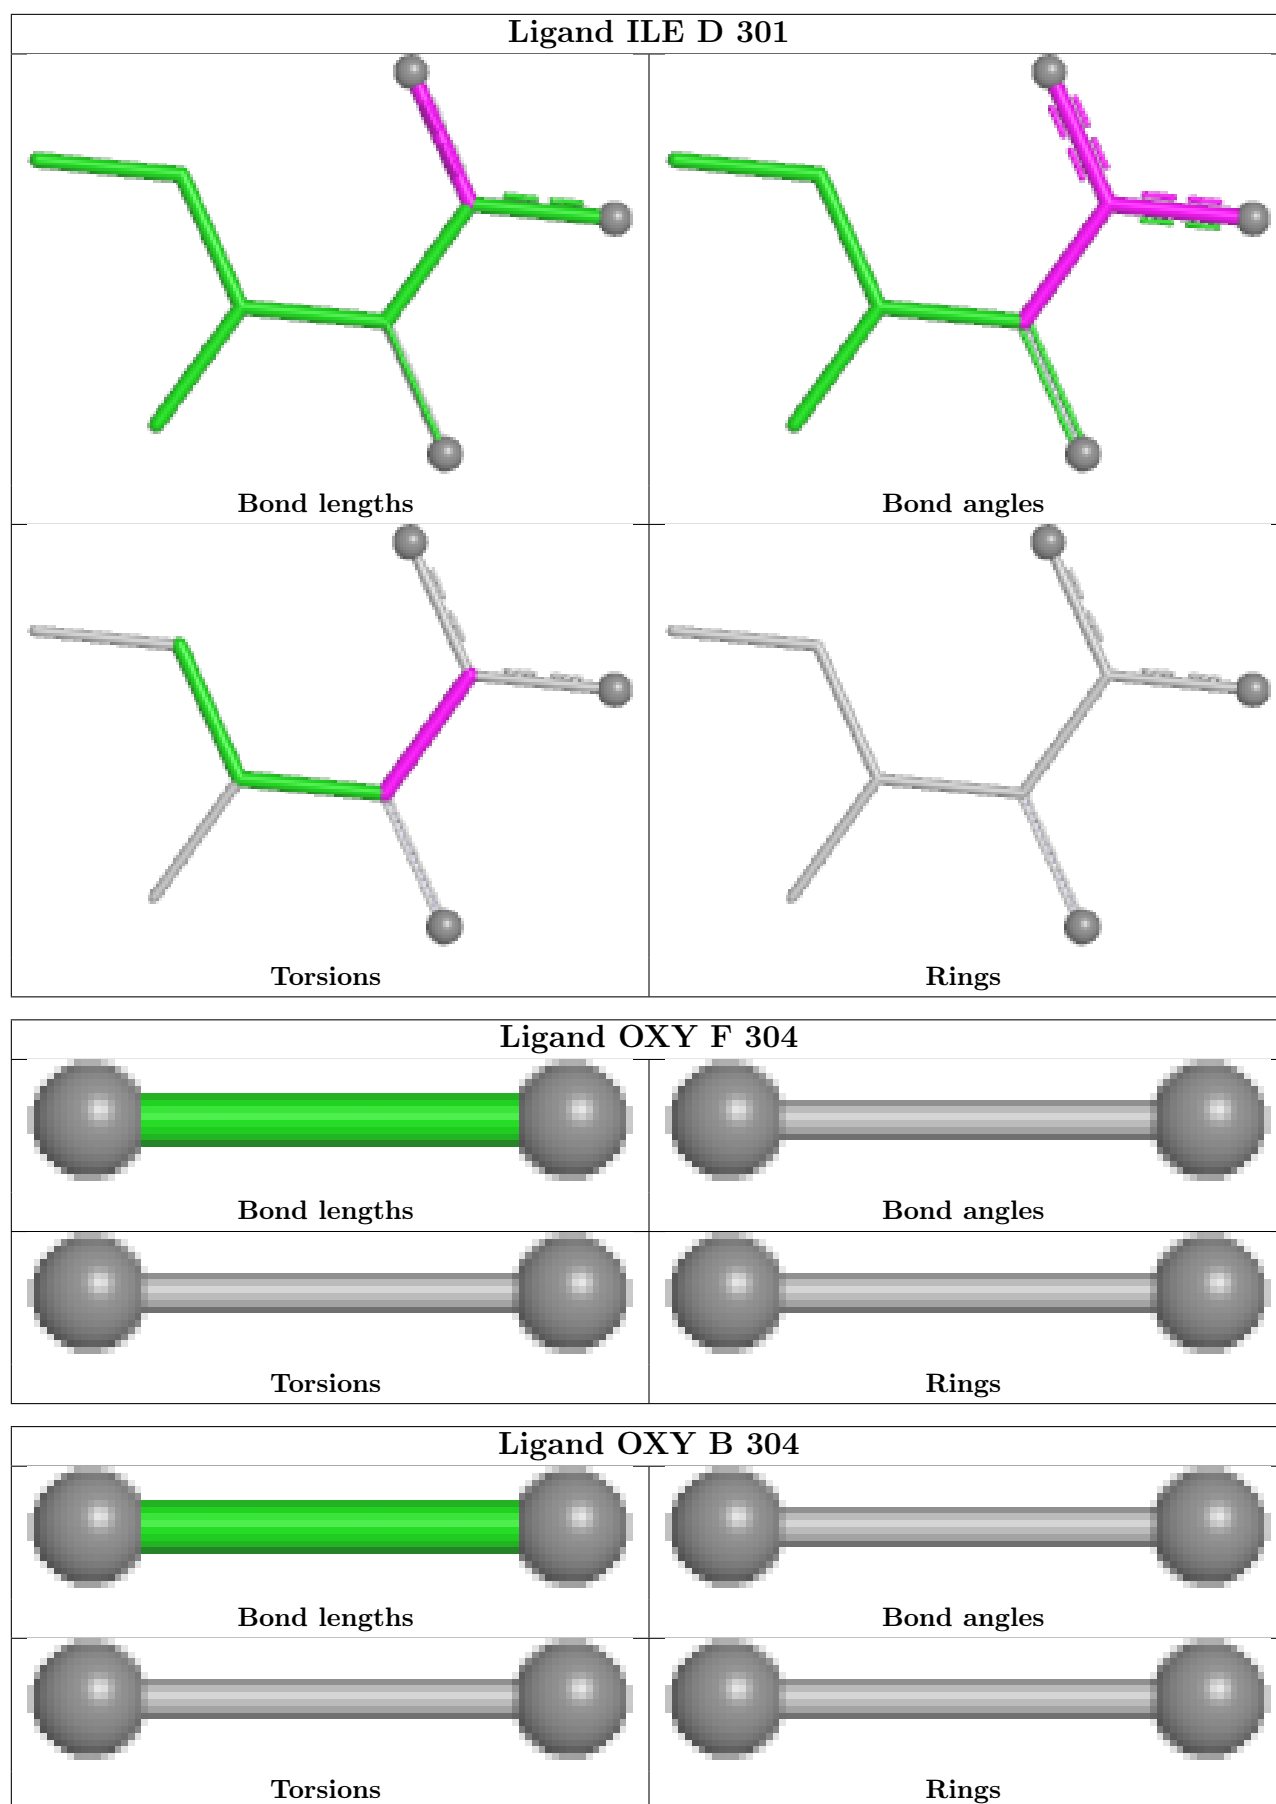 Ligand ILE D 301
Bond lengths
Bond angles
Torsions
Rings
Ligand OXY F 304
Bond lengths
Bond angles
Torsions
Rings
Ligand OXY B 304
Bond lengths
Bond angles
Torsions
Rings